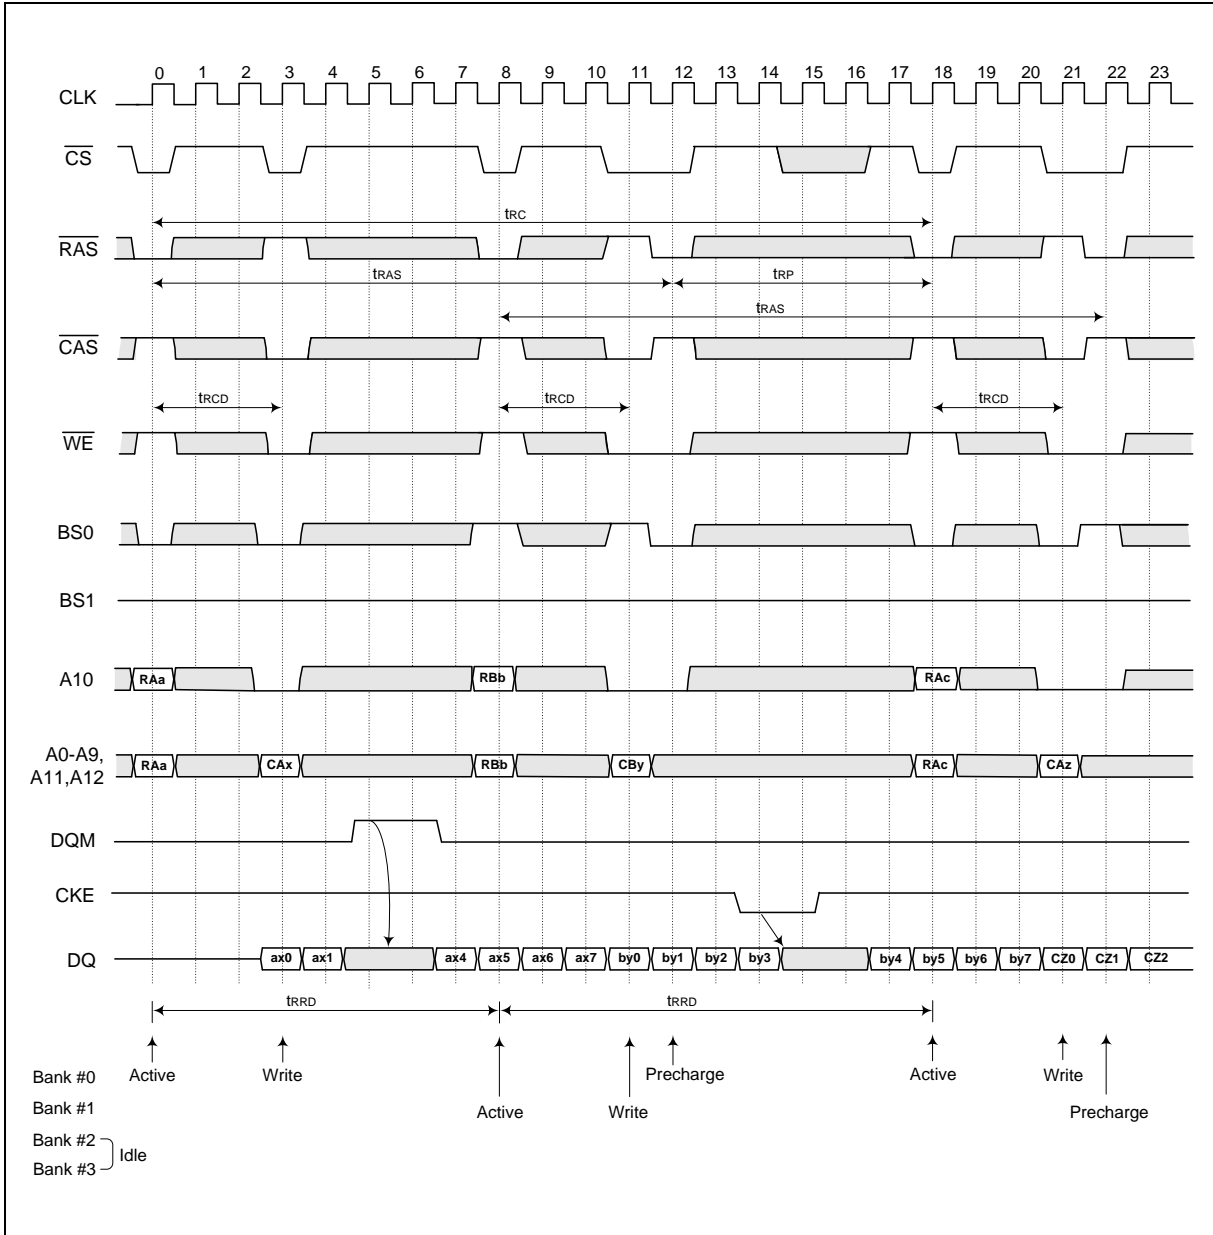 0 1 2 3 4 5 6 7 8 9 10 11 12 13 14 15 16 17 18 19 20 21 22 23
CLK
CS
tRC
RAS
tRAS tRP
tRAS
CAS
tRCD tRCD tRCD
WE
BS0
BS1
A10 RAa RBb RAc
A0-A9,
A11,A12 RAa CAx RBb CBy RAc CAz
DQM
CKE
DQ ax0 ax1 ax4 ax5 ax6 ax7 by0 by1 by2 by3 by4 by5 by6 by7 CZ0 CZ1 CZ2
tRRD tRRD
Bank #0 Active Write Precharge Active Write
Bank #1 Active Write Precharge
Bank #2
Idle
Bank #3